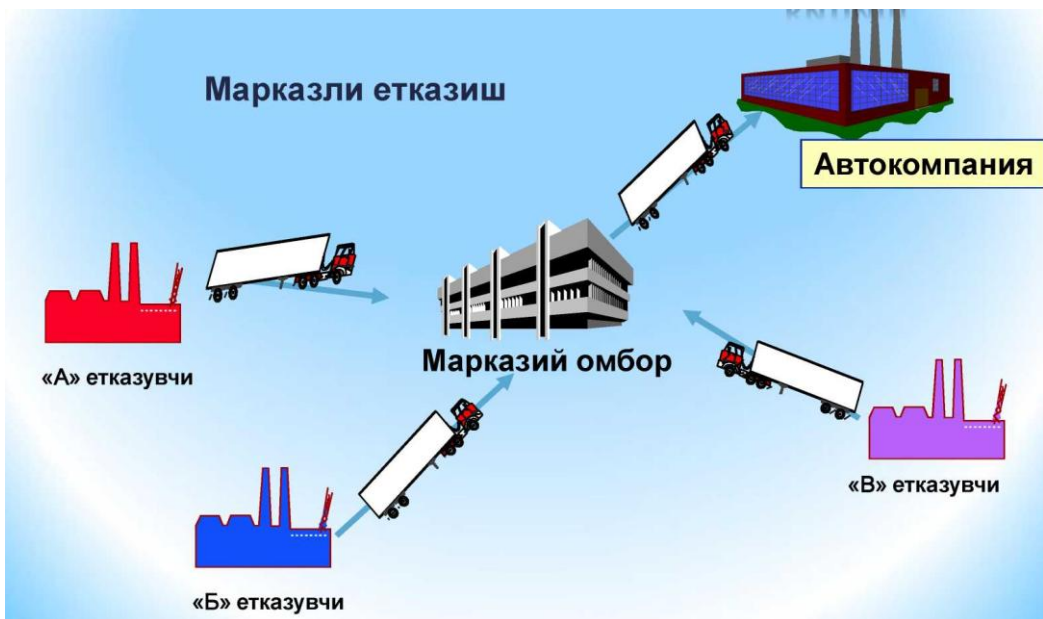 Марказли етказиш
Автокомпания
Марказий омбор
«А» етказувчи
«В» етказувчи
«Б» етказувчи